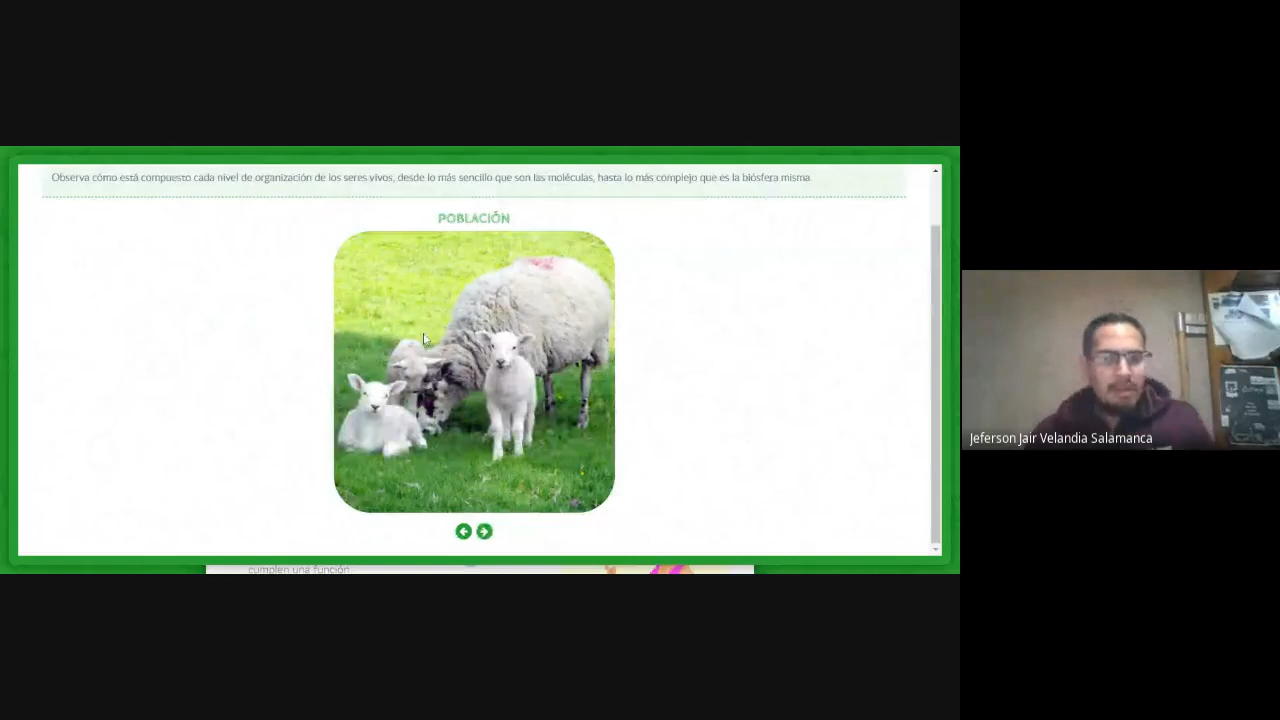 Observa cómo está compuesto cada nivel de organización de los seres vivos, desde lo más sencillo que son las moléculas, hasta lo más complejo que es la biósfera misma.
POBLACIÓN
cumplen una función
Jeferson Jair Velandia Salamanca